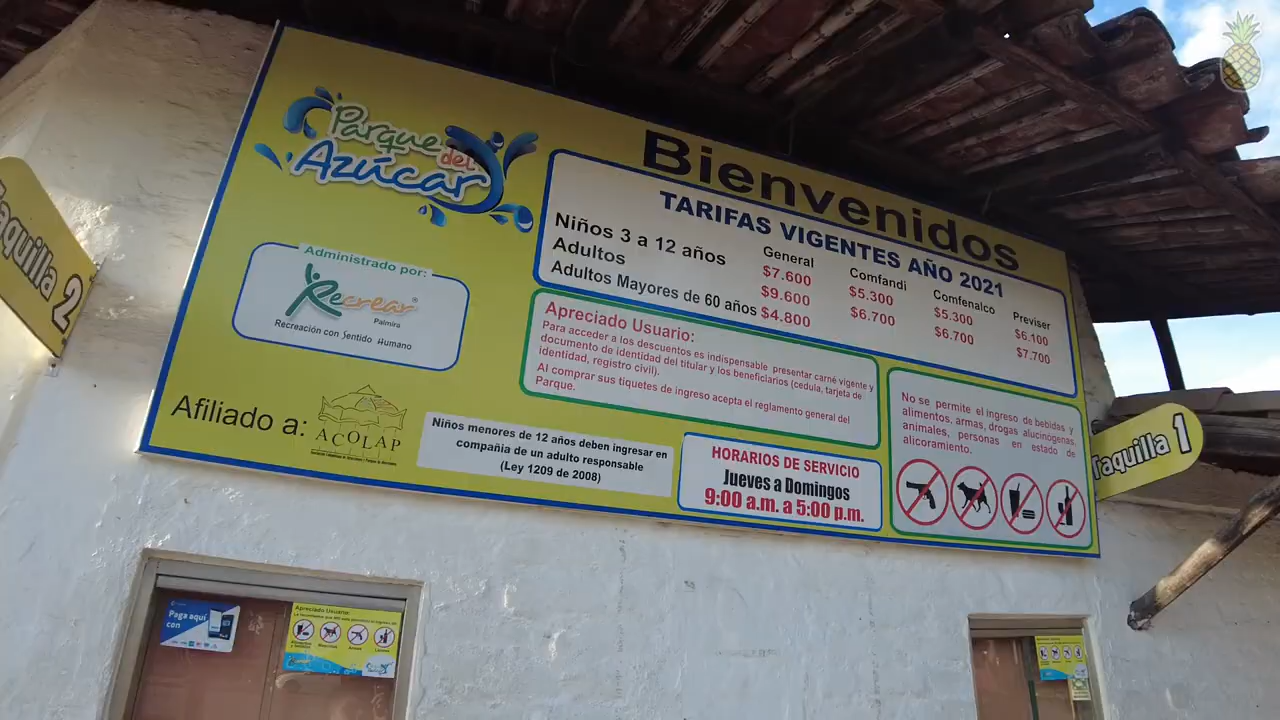 Parque
del
Azúcar
Bienvenidos
TARIFAS VIGENTES AÑO 2021
General Comfandi Comfenalco Previser
Niños 3 a 12 años $7.600 $5.300 $5.300 $6.100
Adultos $9.600 $6.700 $6.700 $7.700
Adultos Mayores de 60 años $4.800
Administrado por:
Recrear
Palmira
Recreación con Sentido Humano
Apreciado Usuario:
Para acceder a los descuentos es indispensable presentar carné vigente y
documento de identidad del titular y los beneficiarios (cedula, tarjeta de
identidad, registro civil).
Al comprar sus tiquetes de ingreso acepta el reglamento general del
Parque.
No se permite el ingreso de bebidas y
alimentos, armas, drogas alucinógenas,
animales, personas en estado de
alicoramiento.
Afiliado a:
ACOLAP
Niños menores de 12 años deben ingresar en
compañia de un adulto responsable
(Ley 1209 de 2008)
HORARIOS DE SERVICIO
Jueves a Domingos
9:00 a.m. a 5:00 p.m.
aquilla 2
Taquilla 1
Paga aquí
con
Apreciado Usuario: